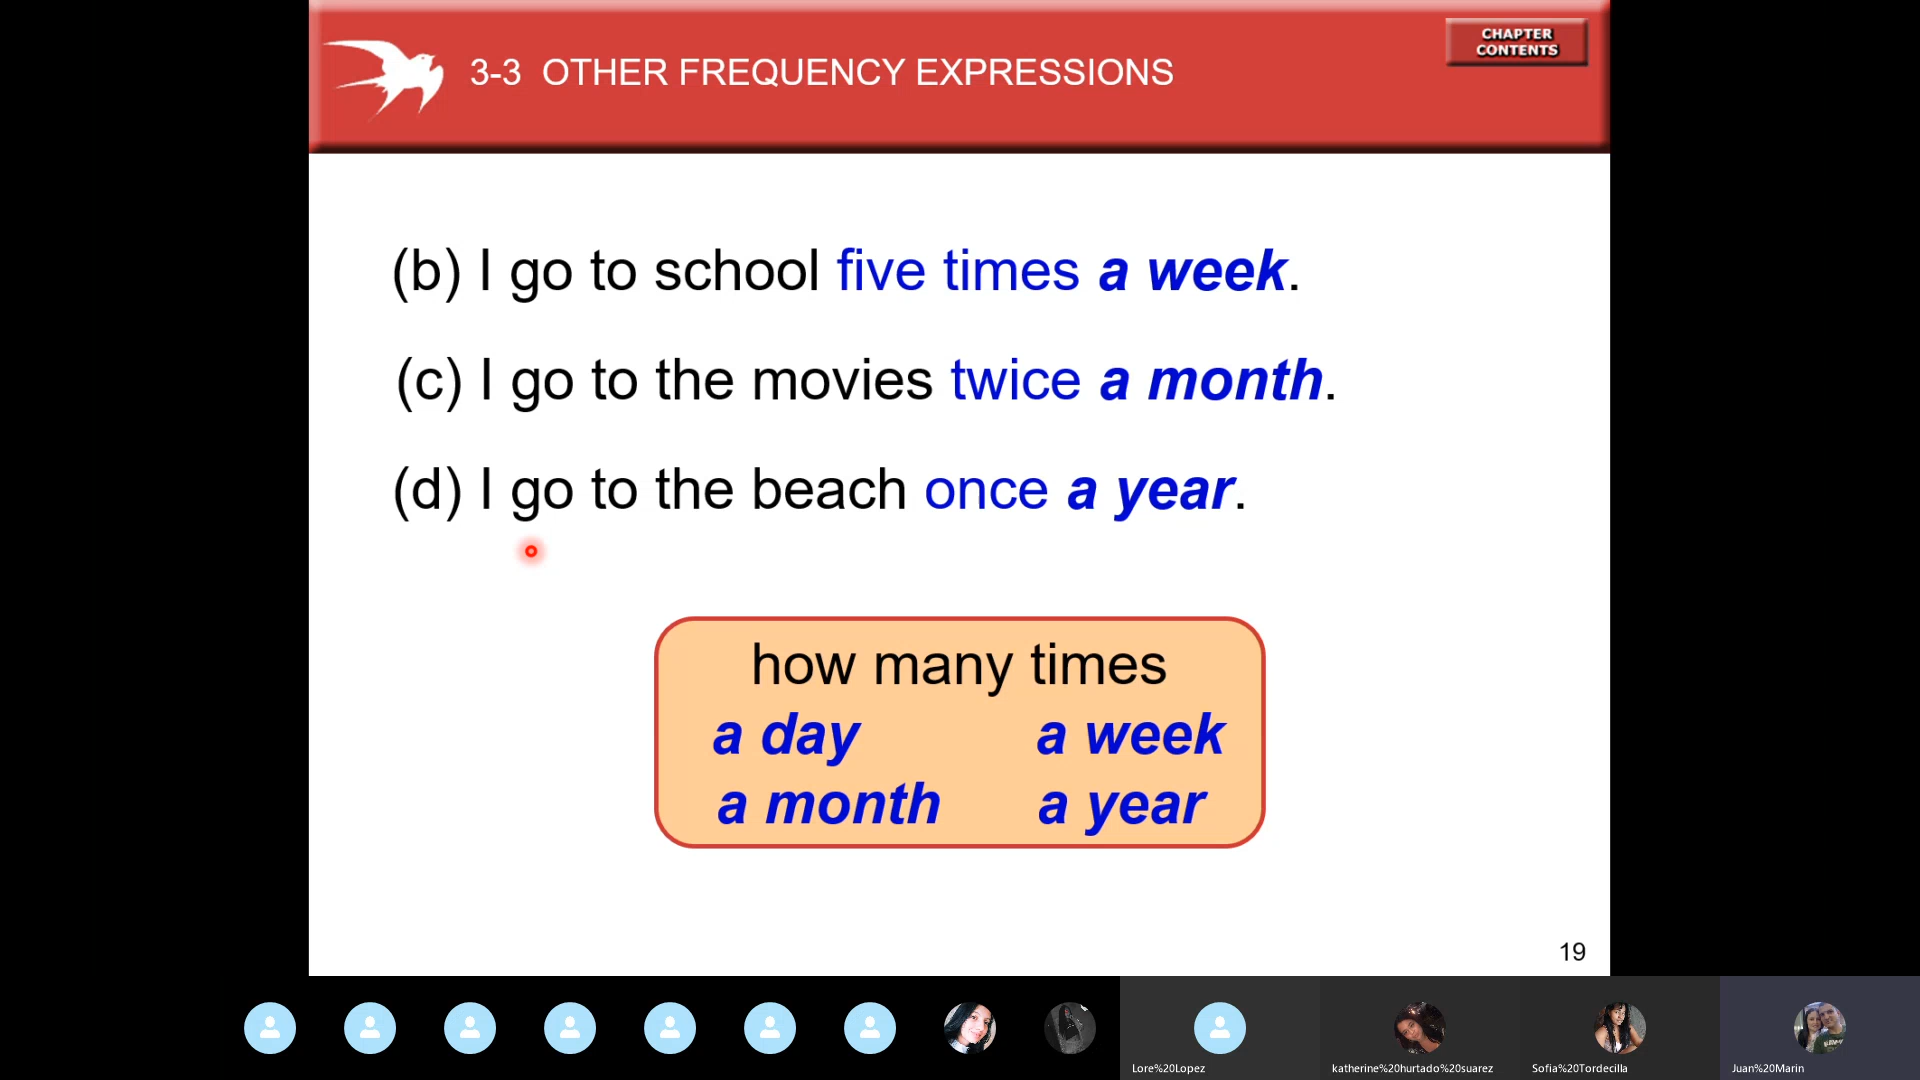 3-3 OTHER FREQUENCY EXPRESSIONS
CHAPTER
CONTENTS
(b) I go to school five times a week.
(c) I go to the movies twice a month.
(d) I go to the beach once a year.
how many times
a day a week
a month a year
19
Lore%20Lopez
katherine%20hurtado%20suarez
Sofia%20Tordecilla
Juan%20Marin